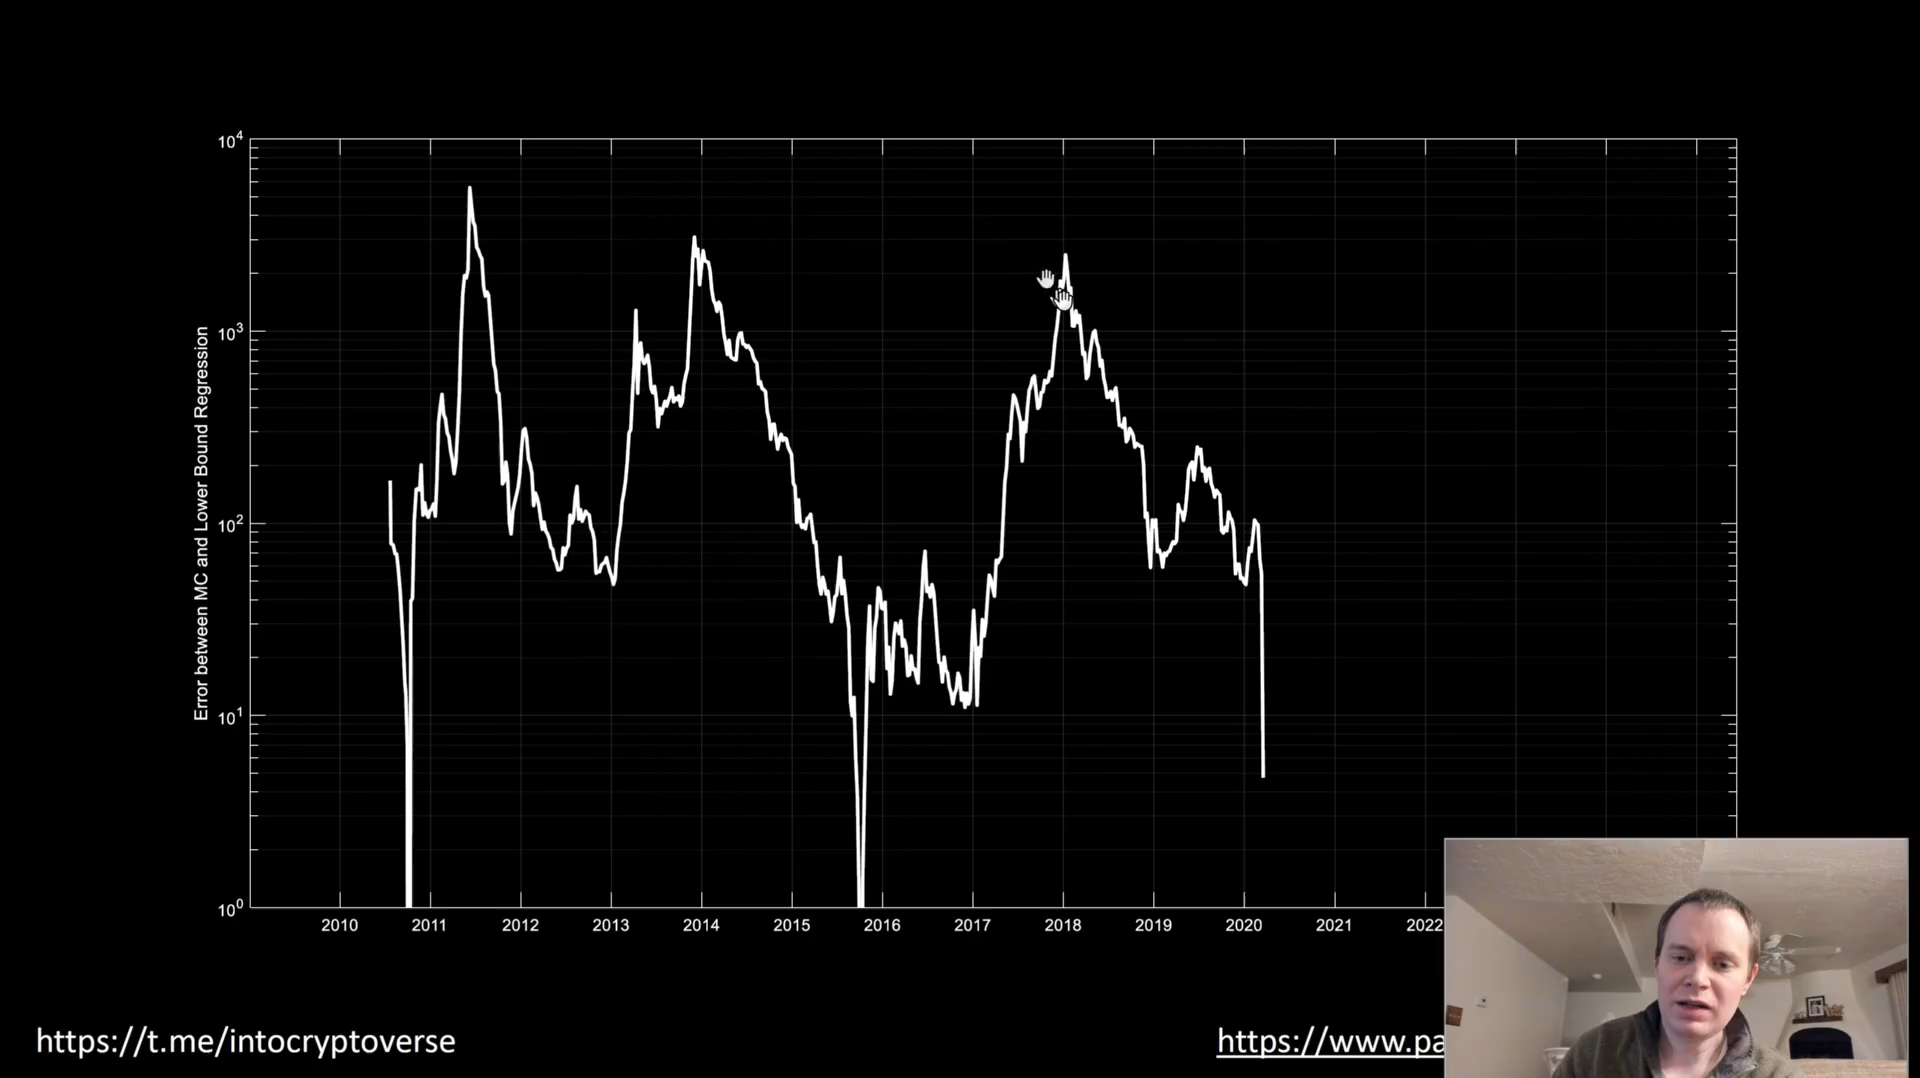 10^4
10^3
10^2
10^1
10^0
Error between MC and Lower Bound Regression
2010 2011 2012 2013 2014 2015 2016 2017 2018 2019 2020 2021 2022
https://t.me/intocryptoverse
https://www.pa